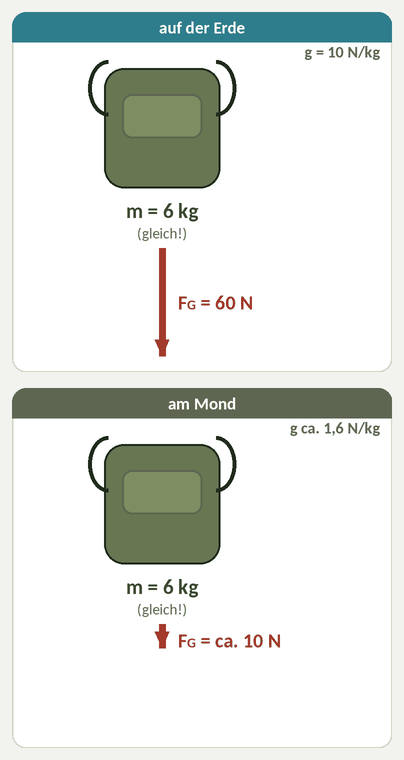 auf der Erde
g = 10 N/kg
m = 6 kg
(gleich!)
FG = 60 N
am Mond
g ca. 1,6 N/kg
m = 6 kg
(gleich!)
FG = ca. 10 N